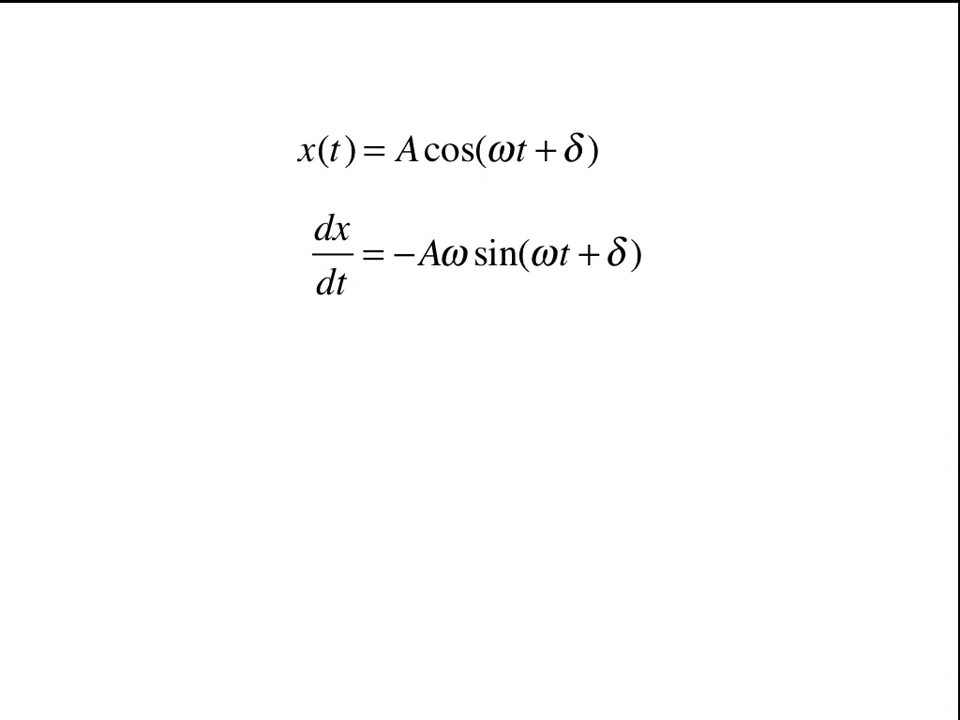 x(t) = A cos(ωt + δ)
dx/dt = −Aω sin(ωt + δ)